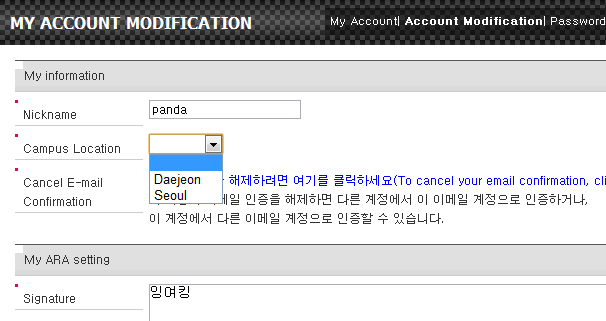 MY ACCOUNT MODIFICATION
My Account| Account Modification| Password
My information
Nickname
panda
Campus Location
Daejeon
Seoul
Cancel E-mail Confirmation
해제하려면 여기를 클릭하세요(To cancel your email confirmation, cli
메일 인증을 해제하면 다른 계정에서 이 이메일 계정으로 인증하거나,
이 계정에서 다른 이메일 계정으로 인증할 수 있습니다.
My ARA setting
Signature
잉여킹